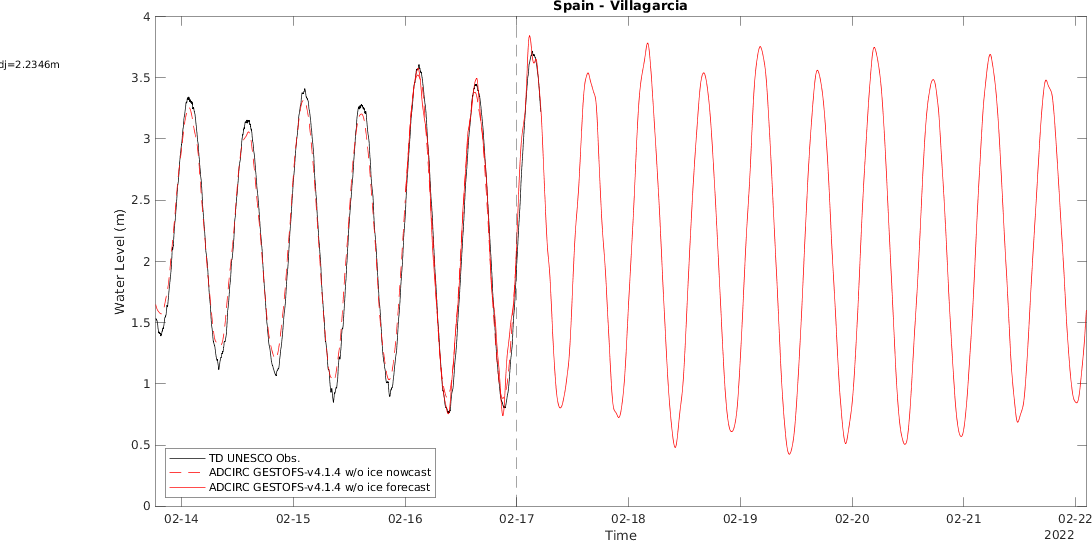 Spain - Villagarcia
dj=2.2346m
4
3.5
3
2.5
2
1.5
1
0.5
0
Water Level (m)
TD UNESCO Obs.
ADCIRC GESTOFS-v4.1.4 w/o ice nowcast
ADCIRC GESTOFS-v4.1.4 w/o ice forecast
02-14 02-15 02-16 02-17 02-18 02-19 02-20 02-21 02-22
Time
2022